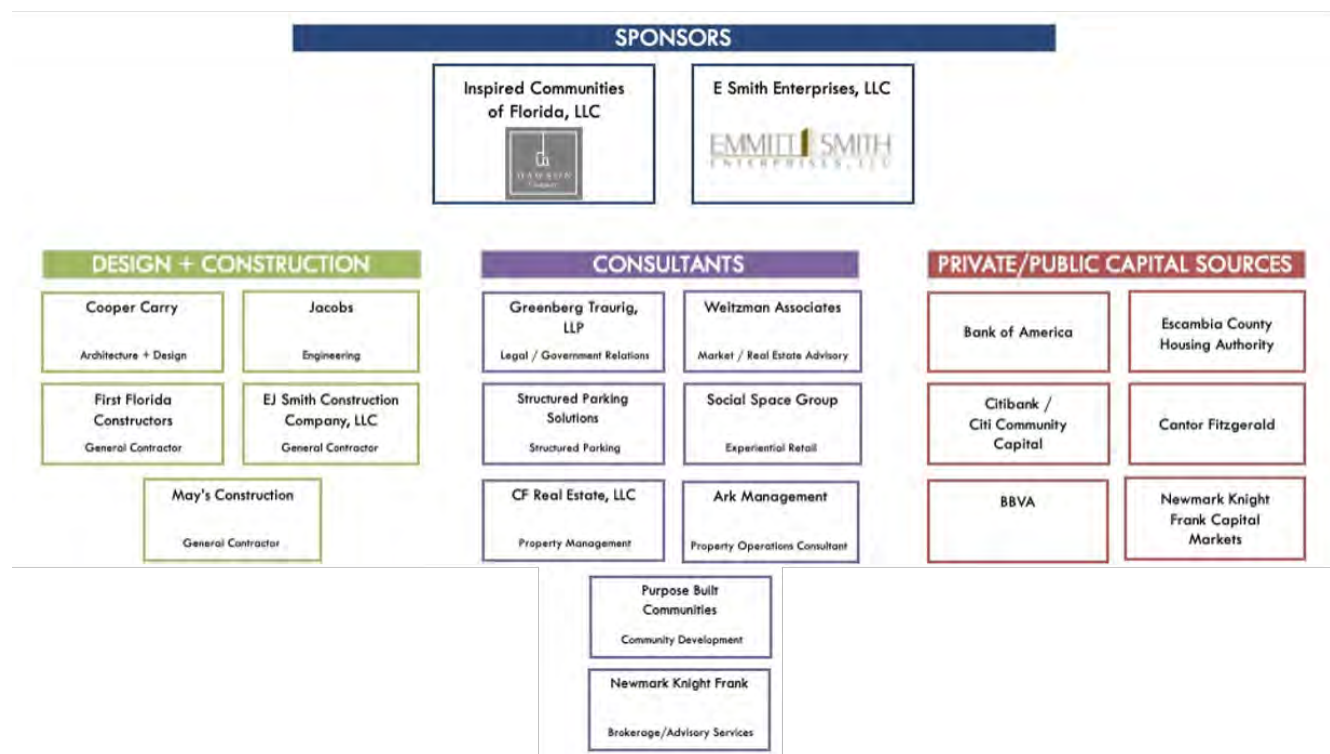 SPONSORS
Inspired Communities
of Florida, LLC
DAWSON
Company
E Smith Enterprises, LLC
EMMITT SMITH
ENTERPRISES, LLC
DESIGN + CONSTRUCTION
Cooper Carry
Architecture + Design
Jacobs
Engineering
First Florida
Constructors
General Contractor
EJ Smith Construction
Company, LLC
General Contractor
May's Construction
General Contractor
CONSULTANTS
Greenberg Traurig,
LLP
Legal / Government Relations
Weitzman Associates
Market / Real Estate Advisory
Structured Parking
Solutions
Structured Parking
Social Space Group
Experiential Retail
CF Real Estate, LLC
Property Management
Ark Management
Property Operations Consultant
Purpose Built
Communities
Community Development
Newmark Knight Frank
Brokerage/Advisory Services
PRIVATE/PUBLIC CAPITAL SOURCES
Bank of America
Escambia County
Housing Authority
Citibank /
Citi Community
Capital
Cantor Fitzgerald
BBVA
Newmark Knight
Frank Capital
Markets